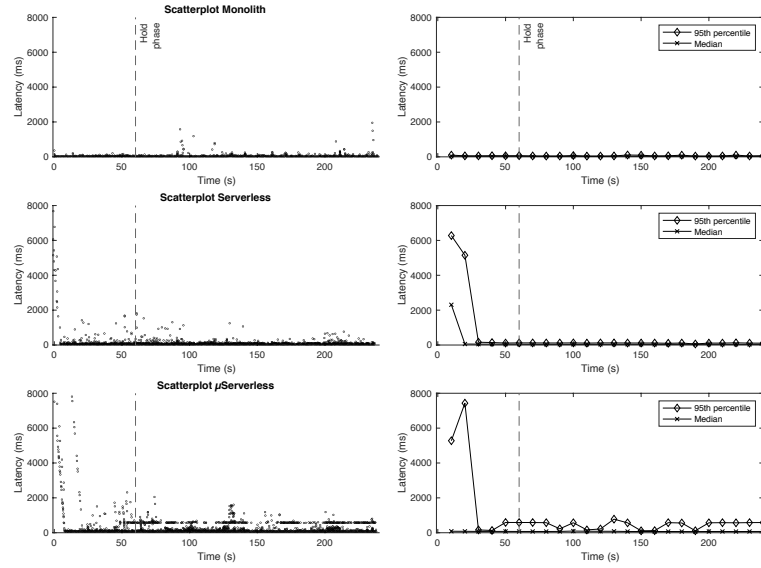 Scatterplot Monolith
8000
6000
4000
2000
0
Latency (ms)
Hold
phase
0 50 100 150 200
Time (s)
8000
6000
4000
2000
0
Latency (ms)
Hold
phase
95th percentile
Median
0 50 100 150 200
Time (s)
Scatterplot Serverless
8000
6000
4000
2000
0
Latency (ms)
0 50 100 150 200
Time (s)
8000
6000
4000
2000
0
Latency (ms)
95th percentile
Median
0 50 100 150 200
Time (s)
Scatterplot µServerless
8000
6000
4000
2000
0
Latency (ms)
0 50 100 150 200
Time (s)
8000
6000
4000
2000
0
Latency (ms)
95th percentile
Median
0 50 100 150 200
Time (s)